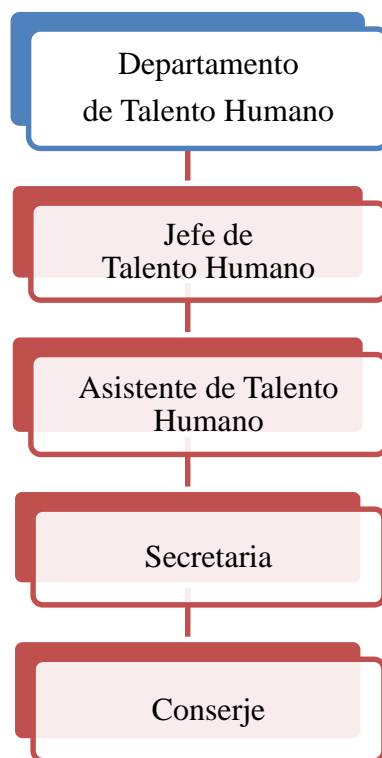 Departamento
de Talento Humano
Jefe de
Talento Humano
Asistente de Talento
Humano
Secretaria
Conserje